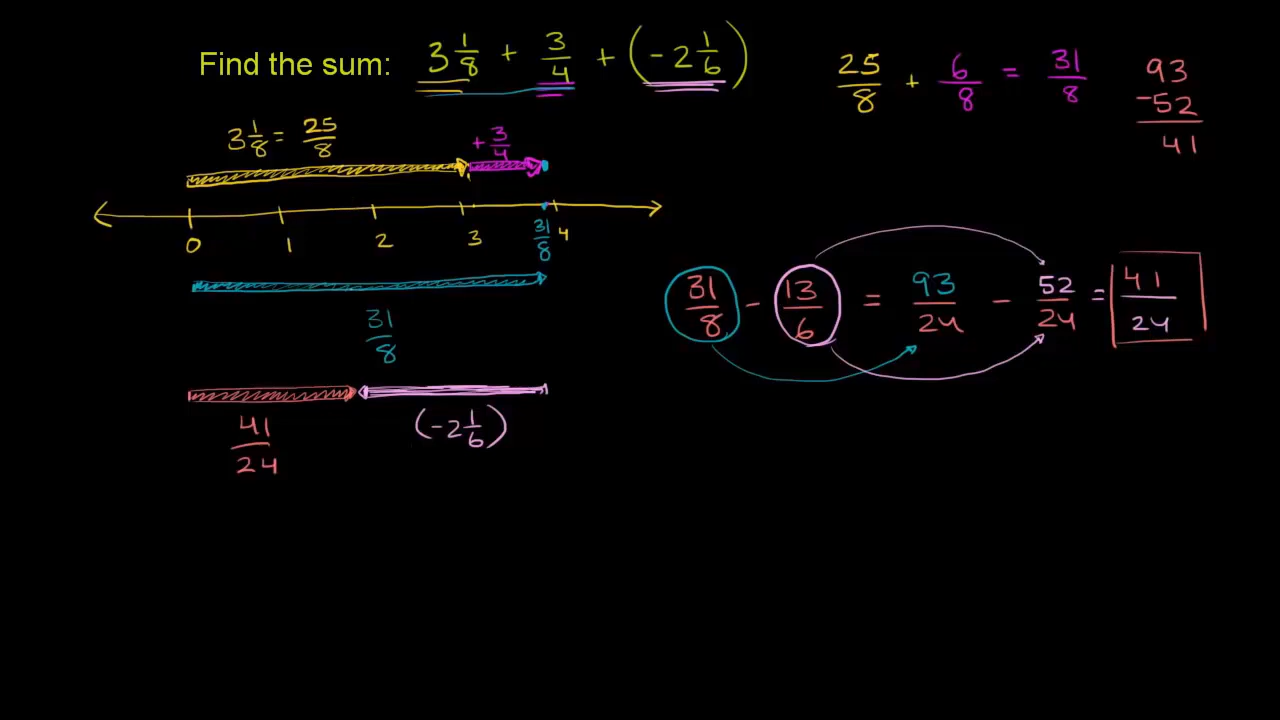 Find the sum: 3 1/8 + 3/4 + (-2 1/6)
25/8 + 6/8 = 31/8
93
-52
41
3 1/8 = 25/8
+ 3/4
0 1 2 3 31/8 4
31/8
31/8 - 13/6 = 93/24 - 52/24 = 41/24
41/24
(-2 1/6)